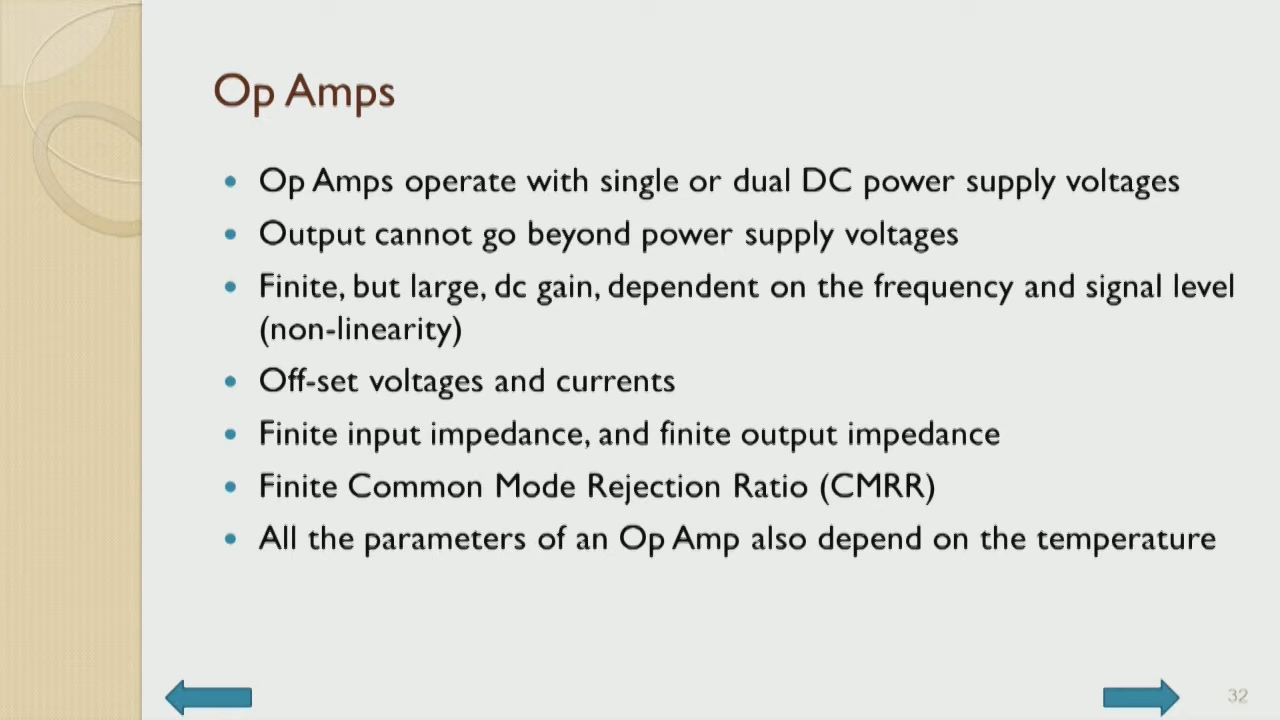 Op Amps
• Op Amps operate with single or dual DC power supply voltages
• Output cannot go beyond power supply voltages
• Finite, but large, dc gain, dependent on the frequency and signal level
(non-linearity)
• Off-set voltages and currents
• Finite input impedance, and finite output impedance
• Finite Common Mode Rejection Ratio (CMRR)
• All the parameters of an Op Amp also depend on the temperature
32